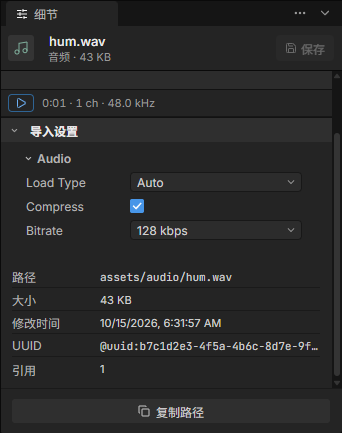 细节
hum.wav
音频 · 43 KB
保存
0:01 · 1 ch · 48.0 kHz
导入设置
Audio
Load Type Auto
Compress
Bitrate 128 kbps
路径 assets/audio/hum.wav
大小 43 KB
修改时间 10/15/2026, 6:31:57 AM
UUID @uuid:b7c1d2e3-4f5a-4b6c-8d7e-9f…
引用 1
复制路径